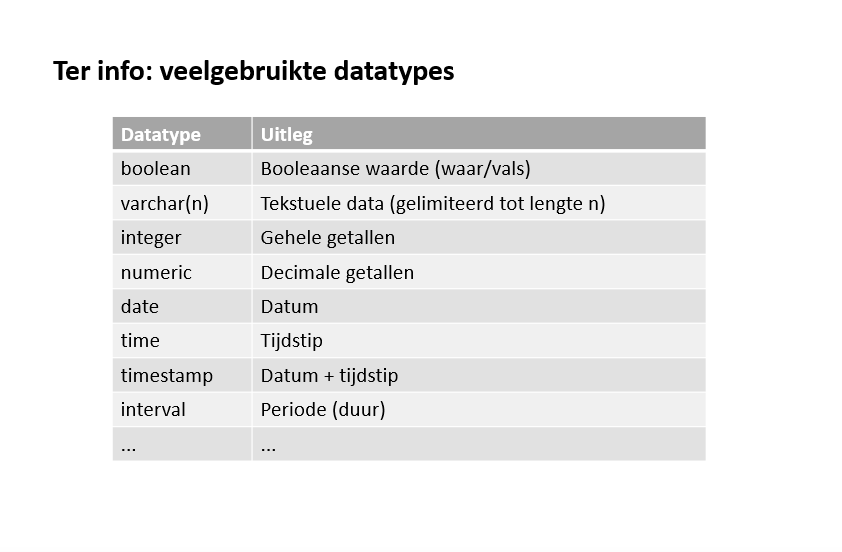 Ter info: veelgebruikte datatypes
Datatype Uitleg
boolean Booleaanse waarde (waar/vals)
varchar(n) Tekstuele data (gelimiteerd tot lengte n)
integer Gehele getallen
numeric Decimale getallen
date Datum
time Tijdstip
timestamp Datum + tijdstip
interval Periode (duur)
... ...